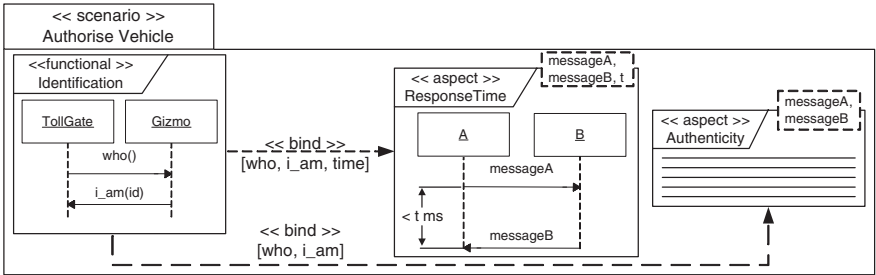 << scenario >>
Authorise Vehicle
<<functional >>
Identification
TollGate
Gizmo
who()
i_am(id)
<< bind >>
[who, i_am, time]
<< bind >>
[who, i_am]
<< aspect >>
ResponseTime
messageA,
messageB, t
A
B
messageA
< t ms
messageB
<< aspect >>
Authenticity
messageA,
messageB